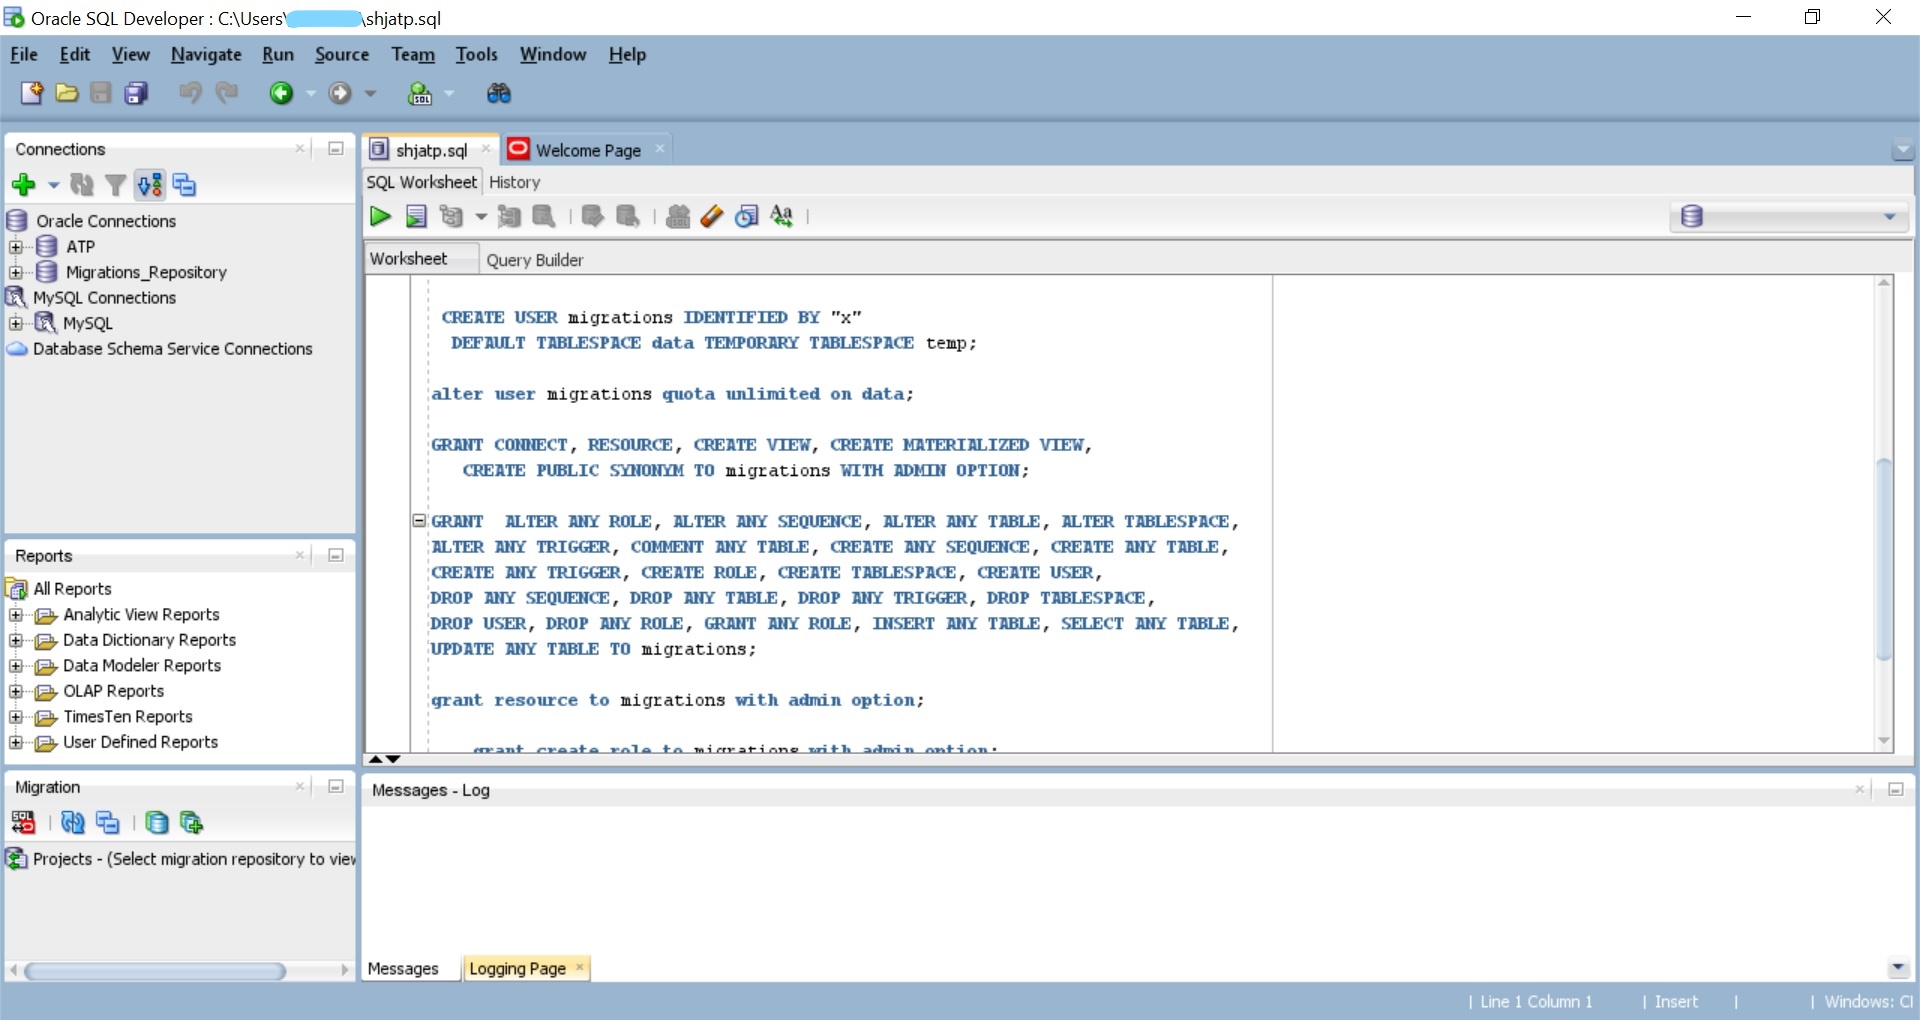 Oracle SQL Developer : C:\Users\ \shjatp.sql
File Edit View Navigate Run Source Team Tools Window Help
Connections
Oracle Connections
ATP
Migrations_Repository
MySQL Connections
MySQL
Database Schema Service Connections
Reports
All Reports
Analytic View Reports
Data Dictionary Reports
Data Modeler Reports
OLAP Reports
TimesTen Reports
User Defined Reports
Migration
Projects - (Select migration repository to view
shjatp.sql Welcome Page
SQL Worksheet History
Worksheet Query Builder
CREATE USER migrations IDENTIFIED BY "x"
DEFAULT TABLESPACE data TEMPORARY TABLESPACE temp;
alter user migrations quota unlimited on data;
GRANT CONNECT, RESOURCE, CREATE VIEW, CREATE MATERIALIZED VIEW,
CREATE PUBLIC SYNONYM TO migrations WITH ADMIN OPTION;
GRANT ALTER ANY ROLE, ALTER ANY SEQUENCE, ALTER ANY TABLE, ALTER TABLESPACE,
ALTER ANY TRIGGER, COMMENT ANY TABLE, CREATE ANY SEQUENCE, CREATE ANY TABLE,
CREATE ANY TRIGGER, CREATE ROLE, CREATE TABLESPACE, CREATE USER,
DROP ANY SEQUENCE, DROP ANY TABLE, DROP ANY TRIGGER, DROP TABLESPACE,
DROP USER, DROP ANY ROLE, GRANT ANY ROLE, INSERT ANY TABLE, SELECT ANY TABLE,
UPDATE ANY TABLE TO migrations;
grant resource to migrations with admin option;
grant create role to migrations with admin option;
Messages - Log
Messages Logging Page
| Line 1 Column 1 | Insert | | Windows: Cl